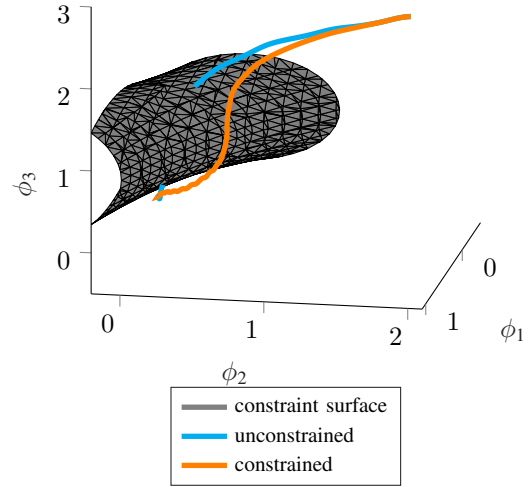 3
2
1
0
ϕ3
0
1
2
1
0
ϕ1
ϕ2
constraint surface
unconstrained
constrained